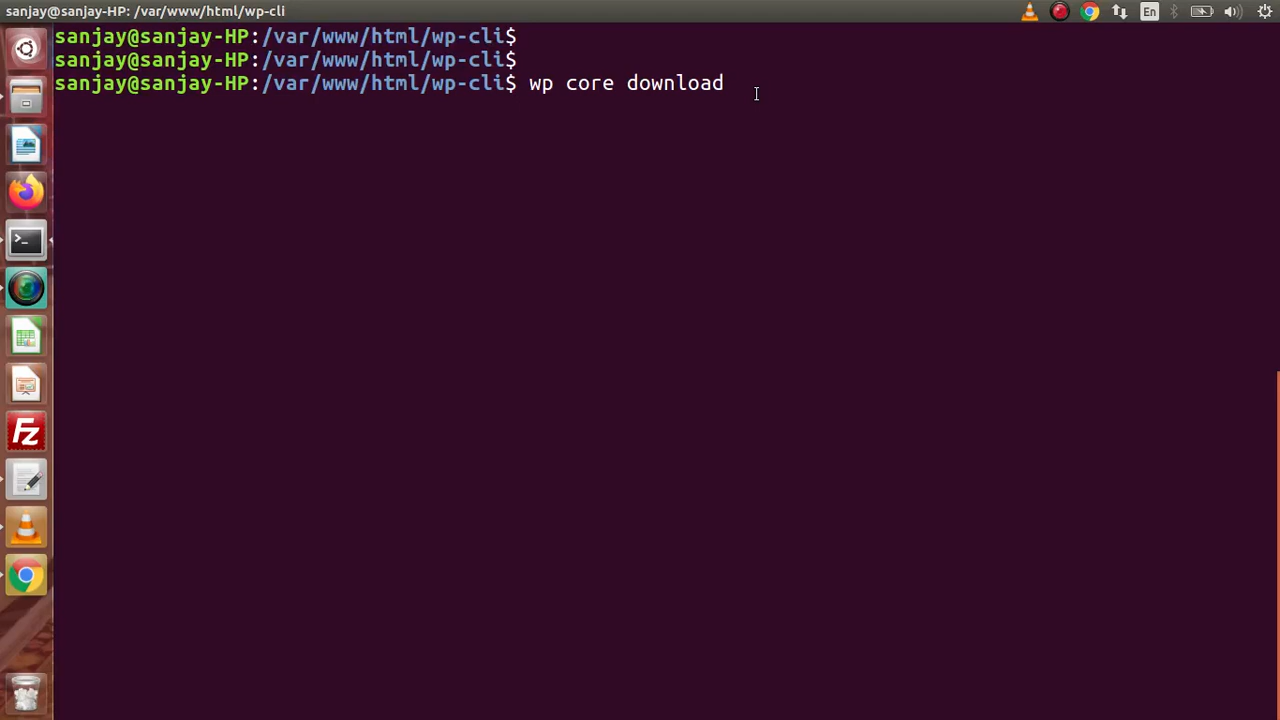 sanjay@sanjay-HP: /var/www/html/wp-cli
En
sanjay@sanjay-HP:/var/www/html/wp-cli$
sanjay@sanjay-HP:/var/www/html/wp-cli$
sanjay@sanjay-HP:/var/www/html/wp-cli$ wp core download
>_
Fz